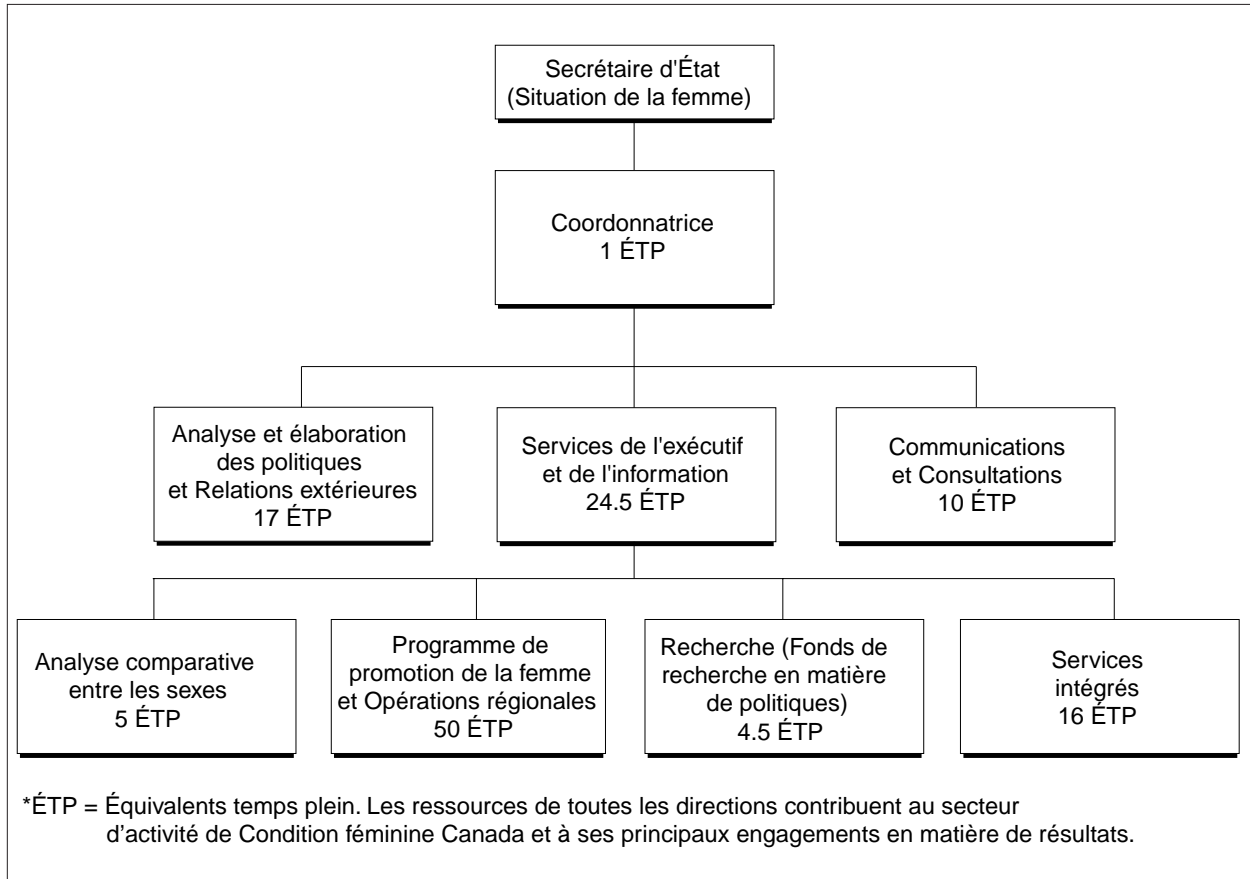 Secrétaire d'État
(Situation de la femme)
Coordonnatrice
1 ÉTP
Analyse et élaboration
des politiques
et Relations extérieures
17 ÉTP
Services de l'exécutif
et de l'information
24.5 ÉTP
Communications
et Consultations
10 ÉTP
Analyse comparative
entre les sexes
5 ÉTP
Programme de
promotion de la femme
et Opérations régionales
50 ÉTP
Recherche (Fonds de
recherche en matière
de politiques)
4.5 ÉTP
Services
intégrés
16 ÉTP
*ÉTP = Équivalents temps plein. Les ressources de toutes les directions contribuent au secteur
d’activité de Condition féminine Canada et à ses principaux engagements en matière de résultats.